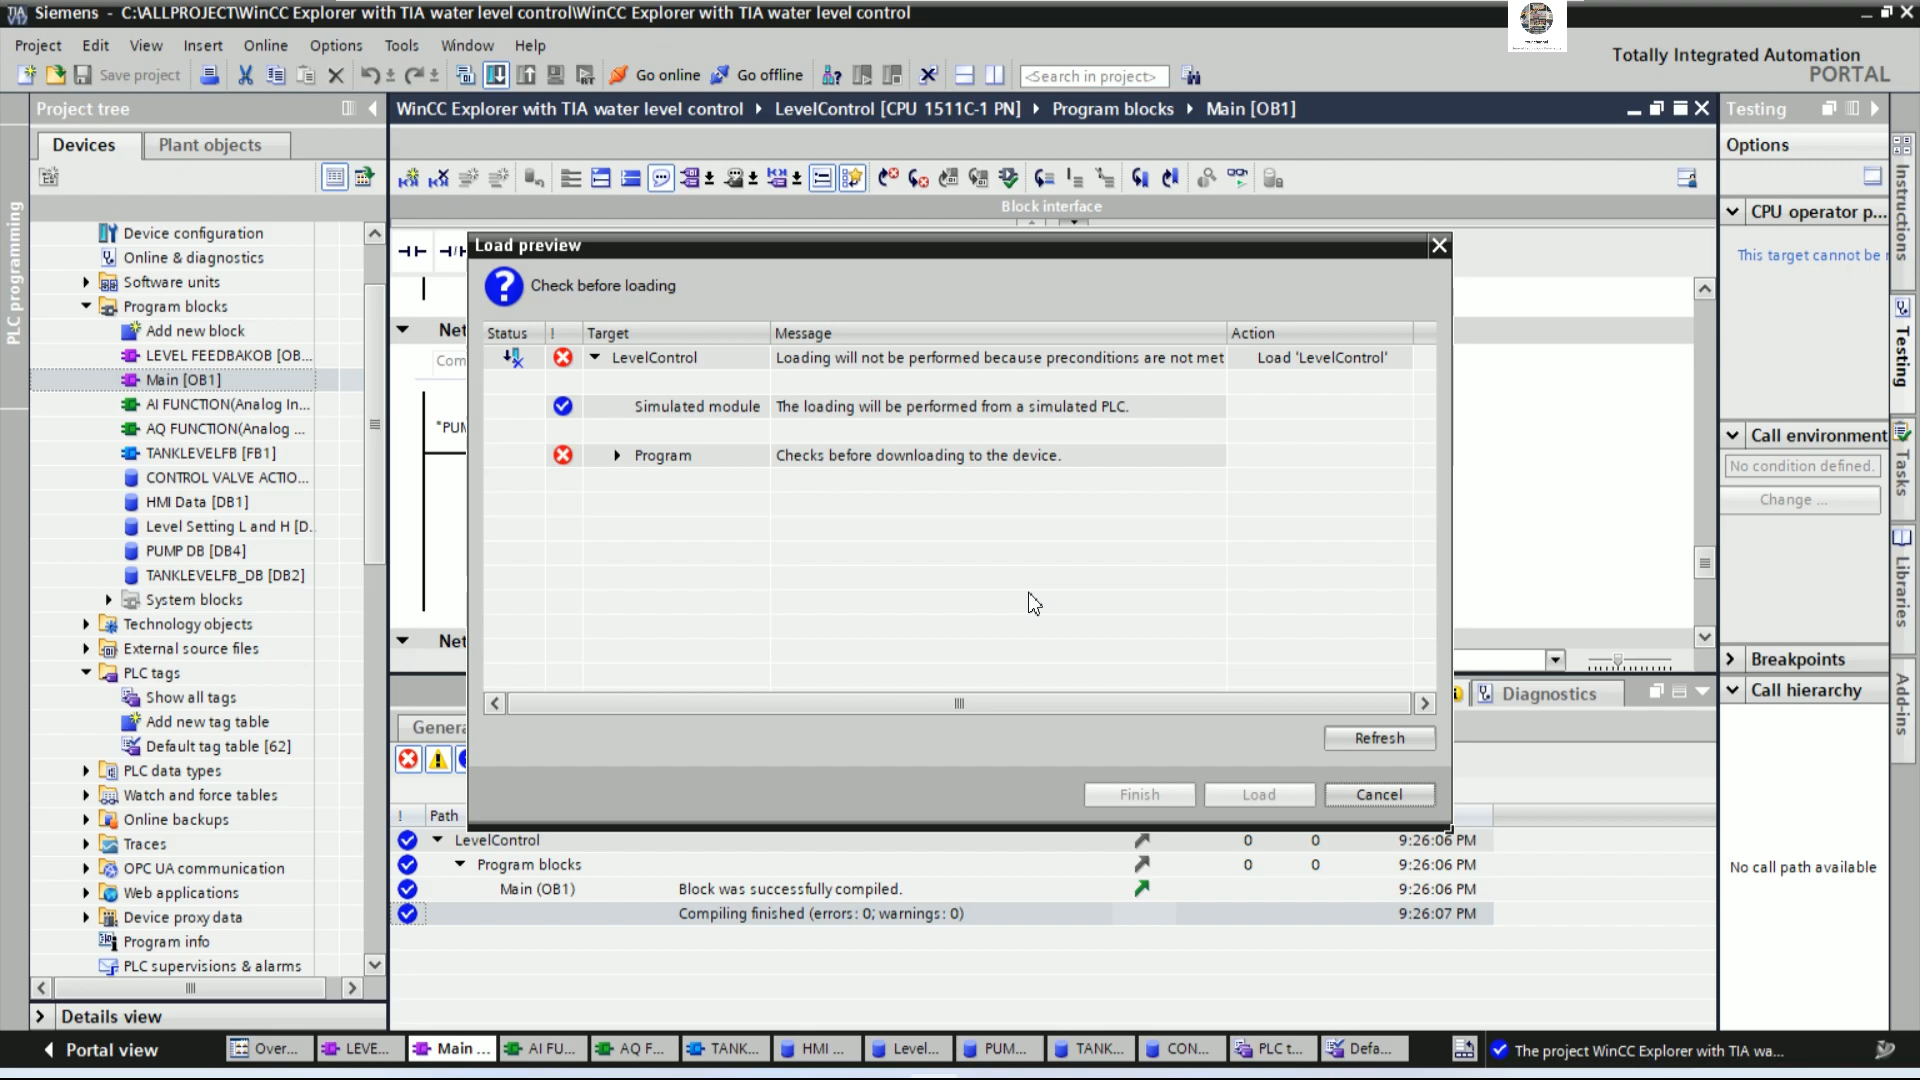 Siemens - C:\ALLPROJECT\WinCC Explorer with TIA water level control\WinCC Explorer with TIA water level control
Project Edit View Insert Online Options Tools Window Help
Totally Integrated Automation
PORTAL
Save project
Go online
Go offline
<Search in project>
Project tree
WinCC Explorer with TIA water level control
LevelControl [CPU 1511C-1 PN]
Program blocks
Main [OB1]
Testing
Devices
Plant objects
Options
Block interface
PLC programming
Device configuration
Online & diagnostics
Software units
Program blocks
Add new block
LEVEL FEEDBAKOB [OB...
Main [OB1]
AI FUNCTION(Analog In...
AQ FUNCTION(Analog ...
TANKLEVELFB [FB1]
CONTROL VALVE ACTIO...
HMI Data [DB1]
Level Setting L and H [D.
PUMP DB [DB4]
TANKLEVELFB_DB [DB2]
System blocks
Technology objects
External source files
PLC tags
Show all tags
Add new tag table
Default tag table [62]
PLC data types
Watch and force tables
Online backups
Traces
OPC UA communication
Web applications
Device proxy data
Program info
PLC supervisions & alarms
Details view
Net
Com
"PUM
Net
Load preview
Check before loading
Status ! Target Message Action
LevelControl Loading will not be performed because preconditions are not met Load 'LevelControl'
Simulated module The loading will be performed from a simulated PLC.
Program Checks before downloading to the device.
Refresh
Finish Load Cancel
Genera
Diagnostics
! Path
LevelControl 0 0 9:26:06 PM
Program blocks 0 0 9:26:06 PM
Main (OB1) Block was successfully compiled. 9:26:06 PM
Compiling finished (errors: 0; warnings: 0) 9:26:07 PM
CPU operator p...
This target cannot be
Call environment
No condition defined.
Change ...
Breakpoints
Call hierarchy
No call path available
Instructions
Testing
Tasks
Libraries
Add-ins
Portal view
Over...
LEVE...
Main ...
AI FU...
AQ F...
TANK...
HMI ...
Level...
PUM...
TANK...
CON...
PLC t...
Defa...
The project WinCC Explorer with TIA wa...